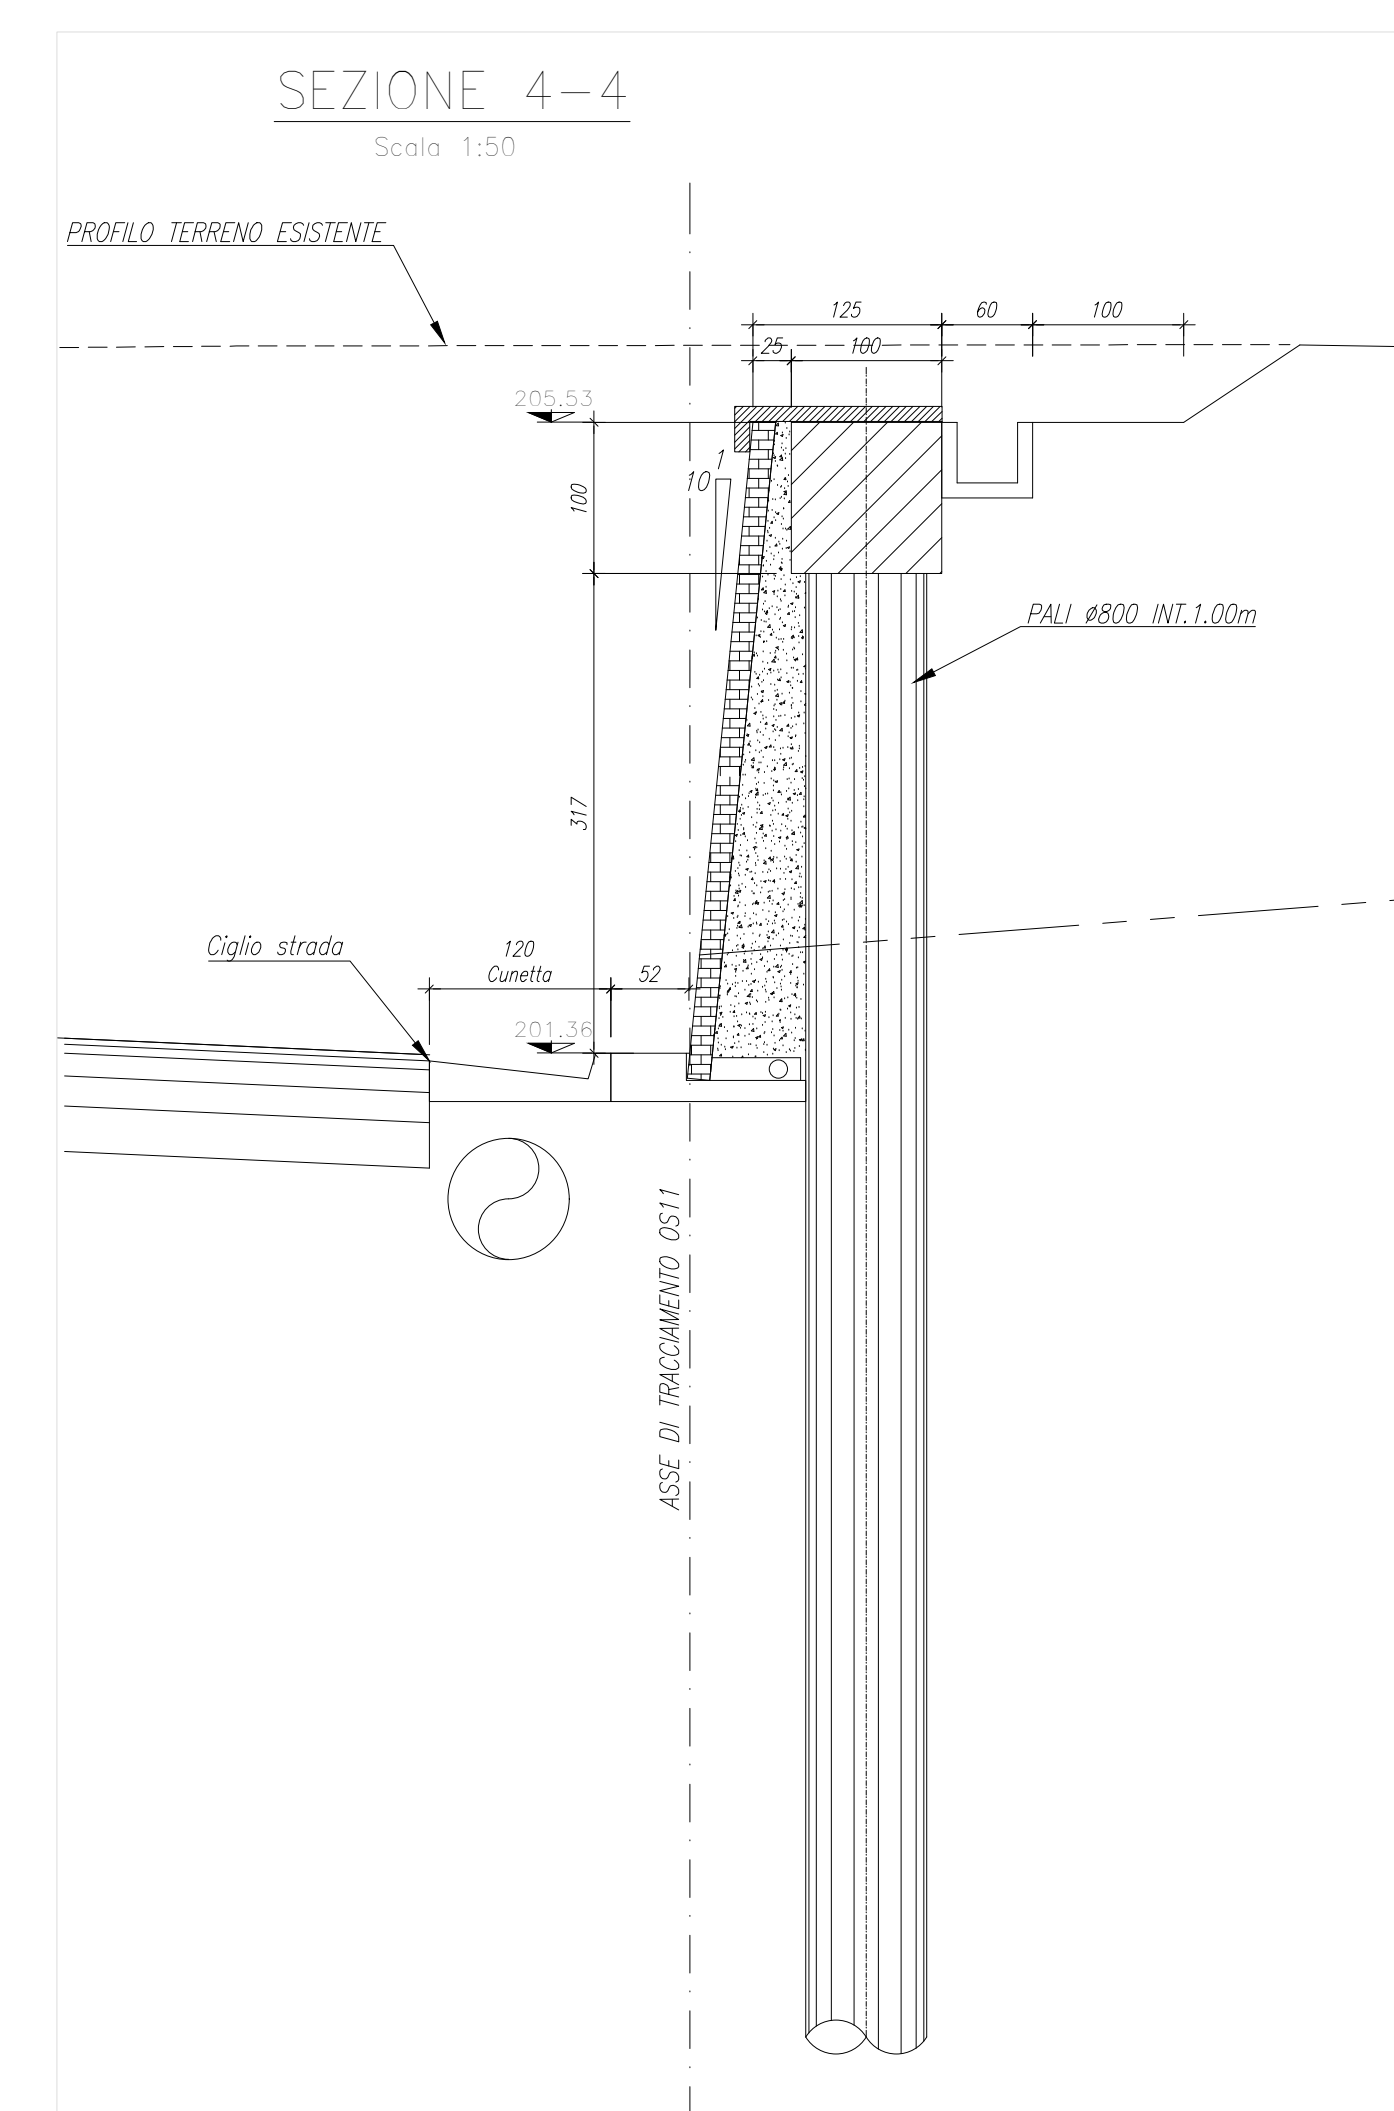 SEZIONE 4-4
Scala 1:50
PROFILO TERRENO ESISTENTE
125
60
100
25
100
205.53
1
10
100
PALI ø800 INT.1.00m
317
Ciglio strada
120
Cunetta
52
201.36
ASSE DI TRACCIAMENTO OS11